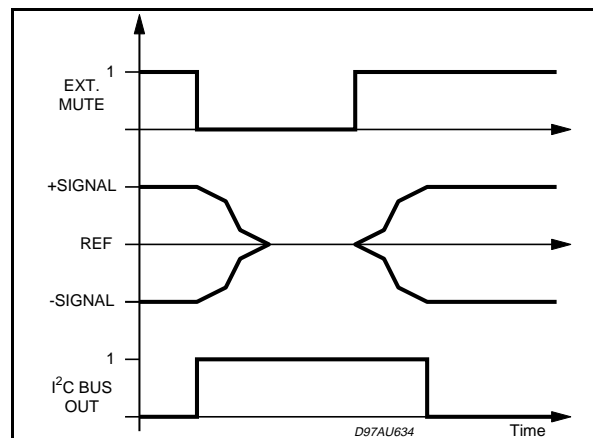 1
EXT.
MUTE
+SIGNAL
REF
-SIGNAL
1
I²C BUS
OUT
D97AU634
Time